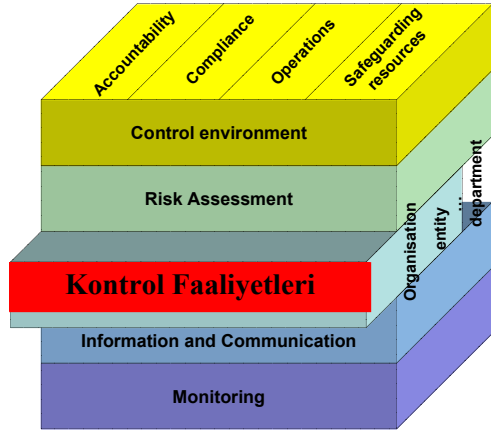 Accountability
Compliance
Operations
Safeguarding
resources
Control environment
Risk Assessment
Kontrol Faaliyetleri
Information and Communication
Monitoring
Organisation
entity
...
department